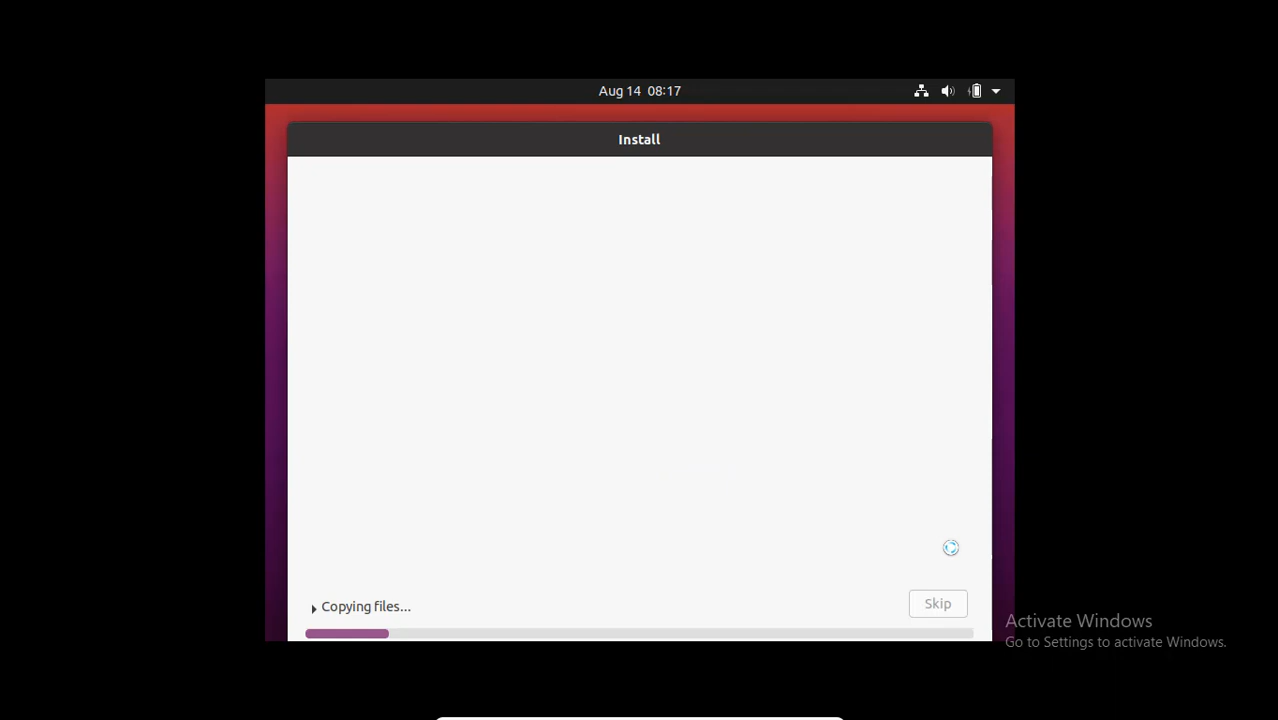 Aug 14 08:17
Install
Copying files...
Skip
Activate Windows
Go to Settings to activate Windows.